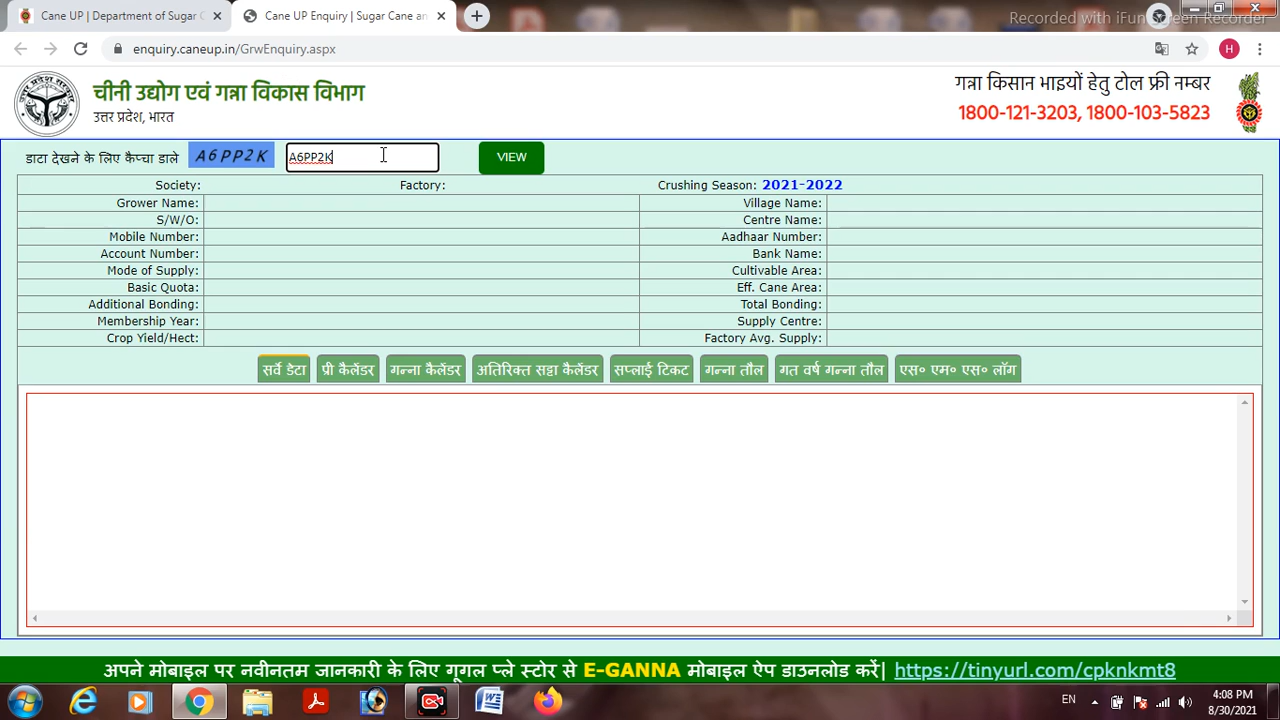 Cane UP | Department of Sugar C
Cane UP Enquiry | Sugar Cane an
Recorded with iFun Screen Recorder
enquiry.caneup.in/GrwEnquiry.aspx
H
चीनी उद्योग एवं गन्ना विकास विभाग
उत्तर प्रदेश, भारत
गन्ना किसान भाइयों हेतु टोल फ्री नम्बर
1800-121-3203, 1800-103-5823
डाटा देखने के लिए कैप्चा डाले A6PP2K A6PP2K VIEW
Society: Factory: Crushing Season: 2021-2022
Grower Name: Village Name:
S/W/O: Centre Name:
Mobile Number: Aadhaar Number:
Account Number: Bank Name:
Mode of Supply: Cultivable Area:
Basic Quota: Eff. Cane Area:
Additional Bonding: Total Bonding:
Membership Year: Supply Centre:
Crop Yield/Hect: Factory Avg. Supply:
सर्वे डेटा प्री कैलेंडर गन्ना कैलेंडर अतिरिक्त सट्टा कैलेंडर सप्लाई टिकट गन्ना तौल गत वर्ष गन्ना तौल एस० एम० एस० लॉग
अपने मोबाइल पर नवीनतम जानकारी के लिए गूगल प्ले स्टोर से E-GANNA मोबाइल ऐप डाउनलोड करें| https://tinyurl.com/cpknkmt8
EN 4:08 PM
8/30/2021